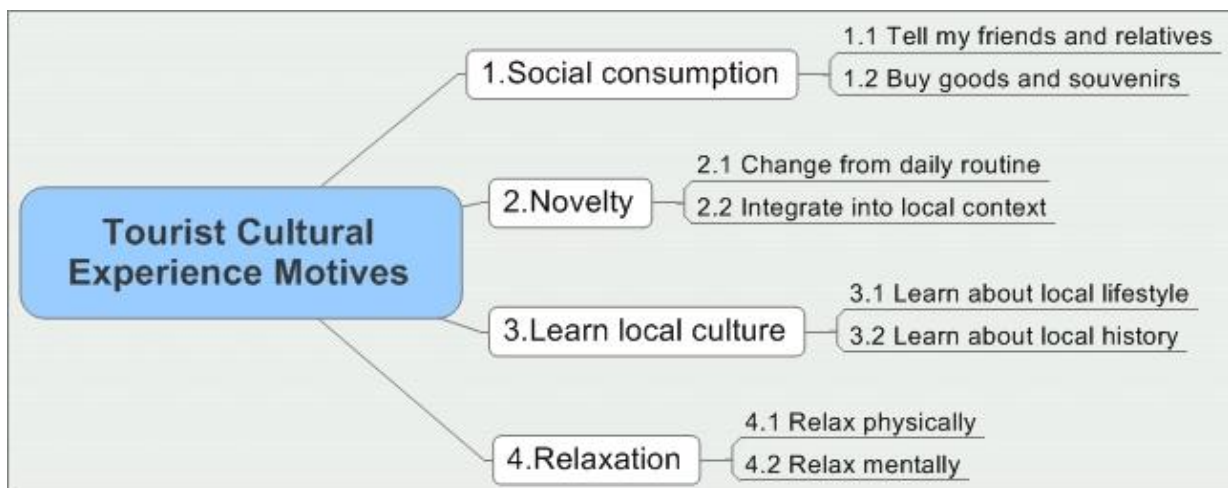 1.Social consumption
1.1 Tell my friends and relatives
1.2 Buy goods and souvenirs
Tourist Cultural
Experience Motives
2.Novelty
2.1 Change from daily routine
2.2 Integrate into local context
3.Learn local culture
3.1 Learn about local lifestyle
3.2 Learn about local history
4.Relaxation
4.1 Relax physically
4.2 Relax mentally